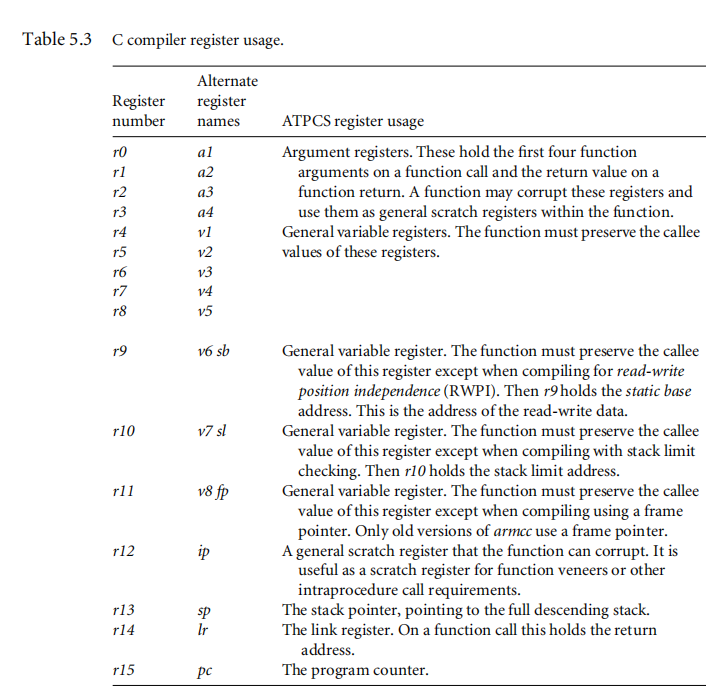 Table 5.3 C compiler register usage.
Alternate
Register register
number names ATPCS register usage
r0 a1 Argument registers. These hold the first four function
r1 a2 arguments on a function call and the return value on a
r2 a3 function return. A function may corrupt these registers and
r3 a4 use them as general scratch registers within the function.
r4 v1 General variable registers. The function must preserve the callee
r5 v2 values of these registers.
r6 v3
r7 v4
r8 v5
r9 v6 sb General variable register. The function must preserve the callee
value of this register except when compiling for read-write
position independence (RWPI). Then r9 holds the static base
address. This is the address of the read-write data.
r10 v7 sl General variable register. The function must preserve the callee
value of this register except when compiling with stack limit
checking. Then r10 holds the stack limit address.
r11 v8 fp General variable register. The function must preserve the callee
value of this register except when compiling using a frame
pointer. Only old versions of armcc use a frame pointer.
r12 ip A general scratch register that the function can corrupt. It is
useful as a scratch register for function veneers or other
intraprocedure call requirements.
r13 sp The stack pointer, pointing to the full descending stack.
r14 lr The link register. On a function call this holds the return
address.
r15 pc The program counter.